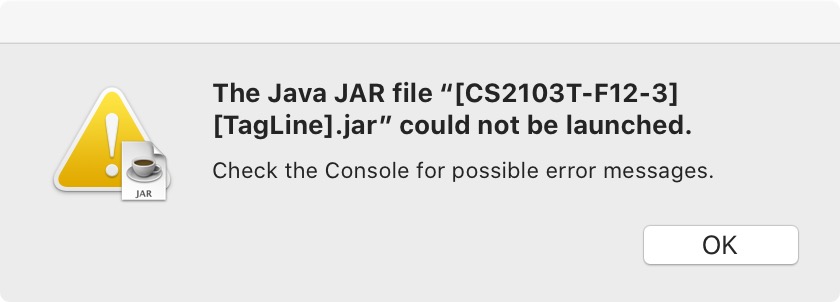 The Java JAR file “[CS2103T-F12-3]
[TagLine].jar” could not be launched.
Check the Console for possible error messages.
JAR
OK